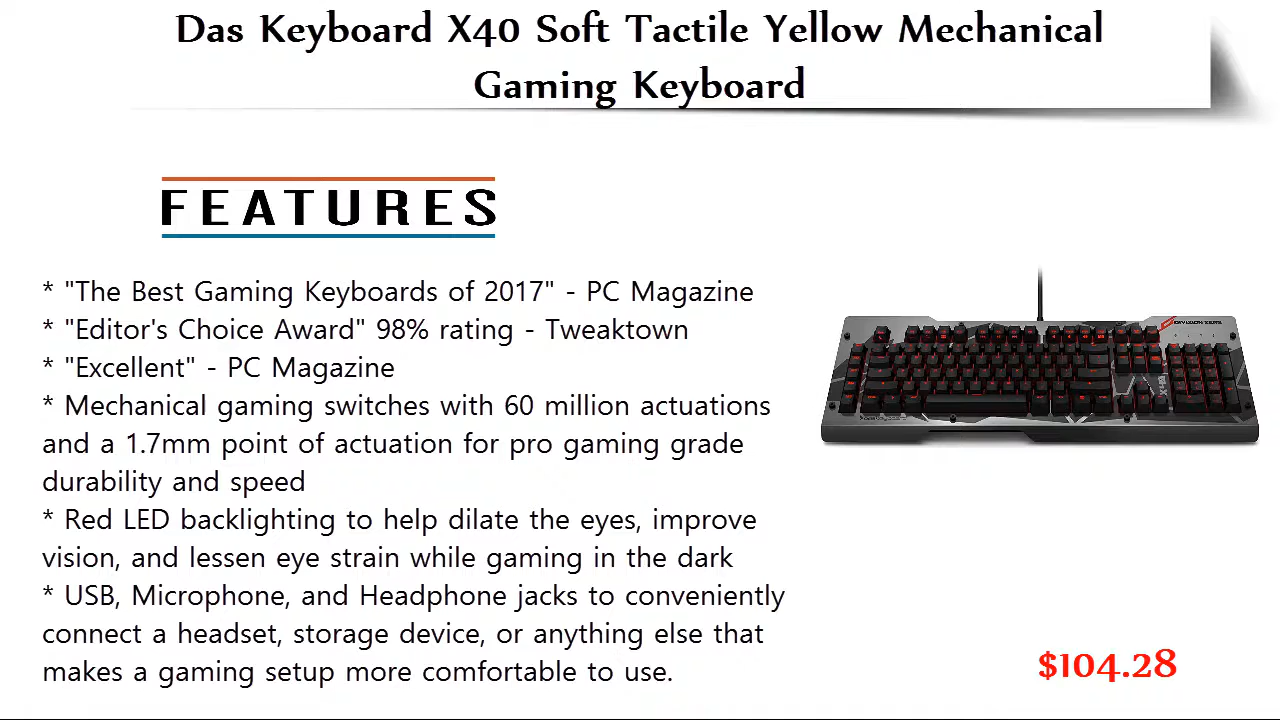 Das Keyboard X40 Soft Tactile Yellow Mechanical
Gaming Keyboard
FEATURES
* "The Best Gaming Keyboards of 2017" - PC Magazine
* "Editor's Choice Award" 98% rating - Tweaktown
* "Excellent" - PC Magazine
* Mechanical gaming switches with 60 million actuations
and a 1.7mm point of actuation for pro gaming grade
durability and speed
* Red LED backlighting to help dilate the eyes, improve
vision, and lessen eye strain while gaming in the dark
* USB, Microphone, and Headphone jacks to conveniently
connect a headset, storage device, or anything else that
makes a gaming setup more comfortable to use.
DIVISION ZERO
$104.28